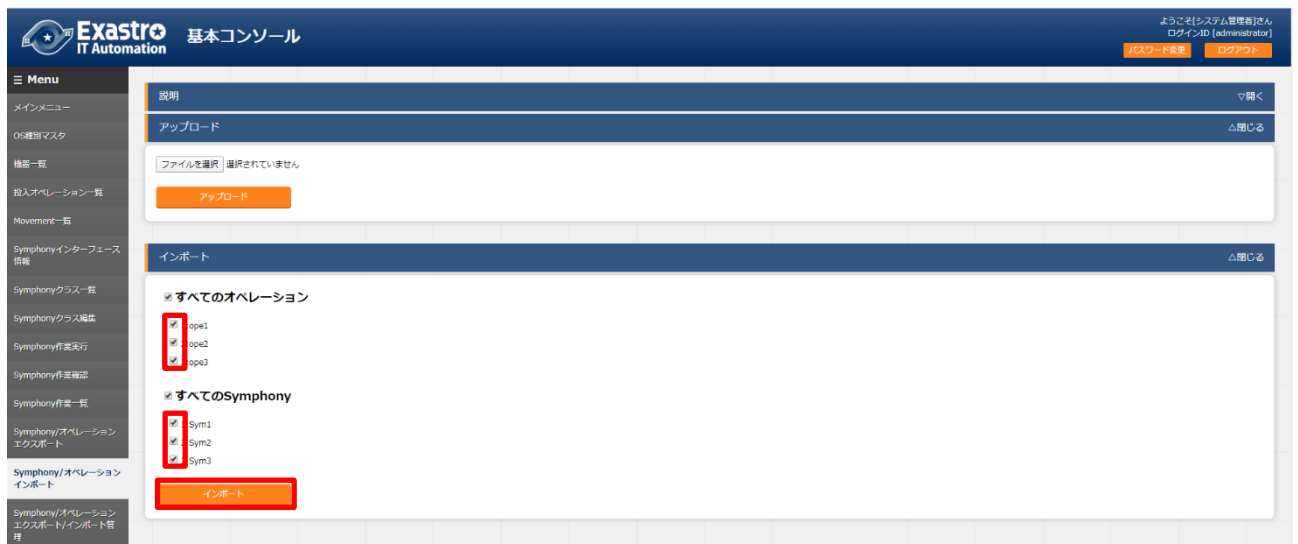 Exastro
IT Automation
基本コンソール
ようこそ[システム管理者]さん
ログインID [administrator]
パスワード変更
ログアウト
☰ Menu
メインメニュー
OS種別マスタ
機器一覧
投入オペレーション一覧
Movement一覧
Symphonyインターフェース
情報
Symphonyクラス一覧
Symphonyクラス編集
Symphony作業実行
Symphony作業確認
Symphony作業一覧
Symphony/オペレーション
エクスポート
Symphony/オペレーション
インポート
Symphony/オペレーション
エクスポート/インポート管
理
説明
▽開く
アップロード
△閉じる
ファイルを選択 選択されていません
アップロード
インポート
△閉じる
すべてのオペレーション
ope1
ope2
ope3
すべてのSymphony
Sym1
Sym2
Sym3
インポート